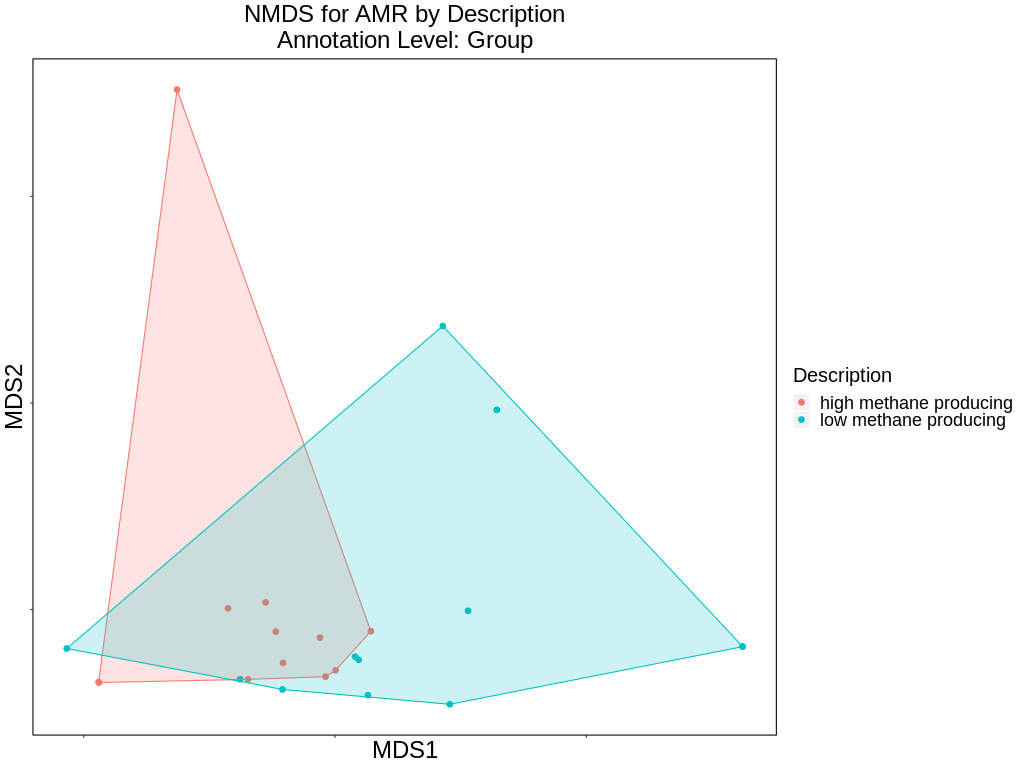 NMDS for AMR by Description
Annotation Level: Group
MDS2
Description
high methane producing
low methane producing
MDS1